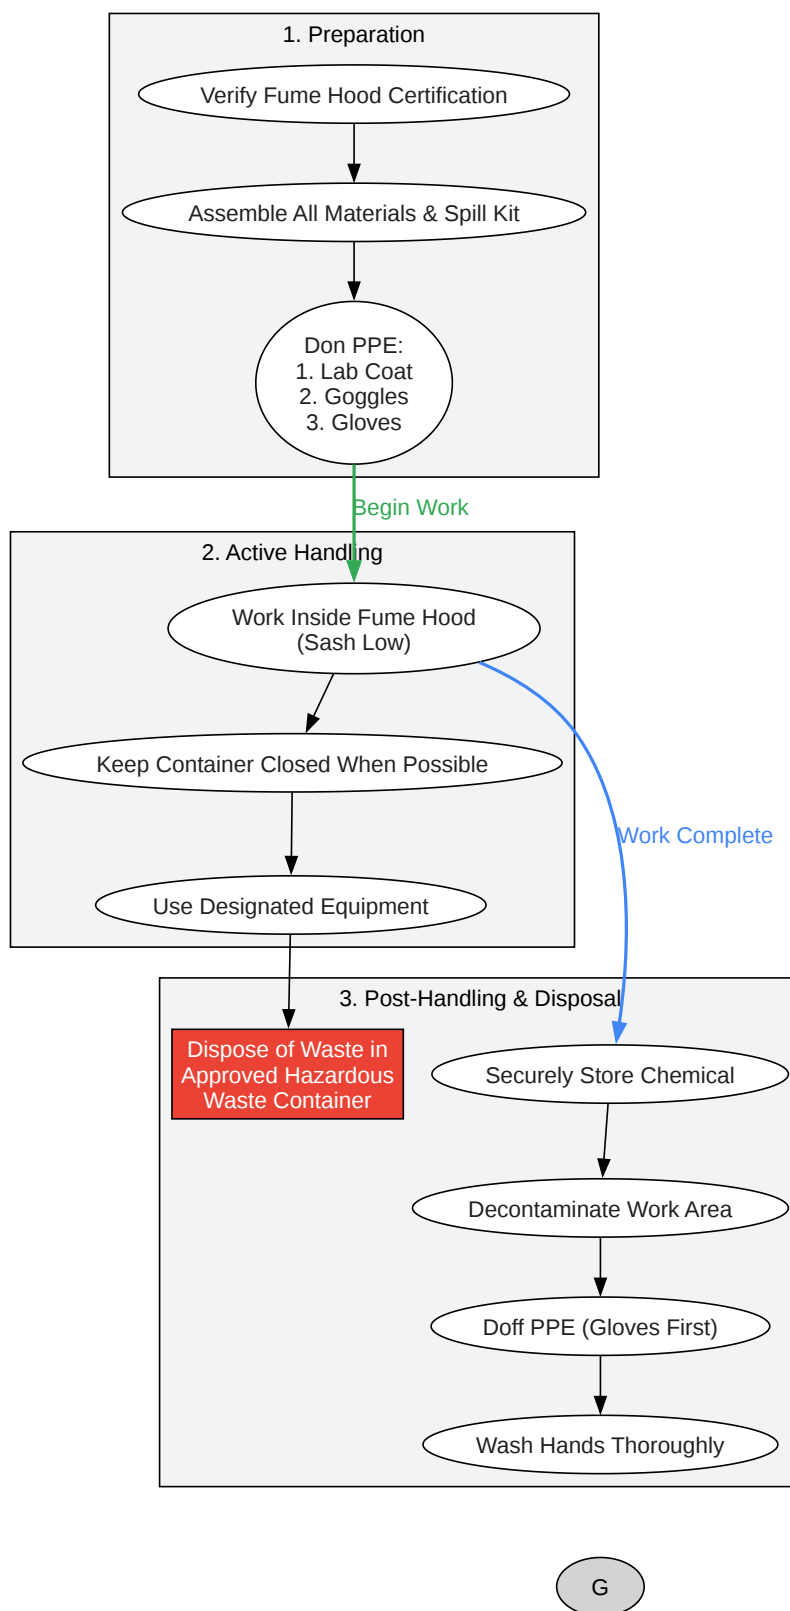 1. Preparation
Verify Fume Hood Certification
Assemble All Materials & Spill Kit
Don PPE:
1. Lab Coat
2. Goggles
3. Gloves
Begin Work
2. Active Handling
Work Inside Fume Hood
(Sash Low)
Keep Container Closed When Possible
Work Complete
Use Designated Equipment
3. Post-Handling & Disposal
Dispose of Waste in
Approved Hazardous
Waste Container
Securely Store Chemical
Decontaminate Work Area
Doff PPE (Gloves First)
Wash Hands Thoroughly
G